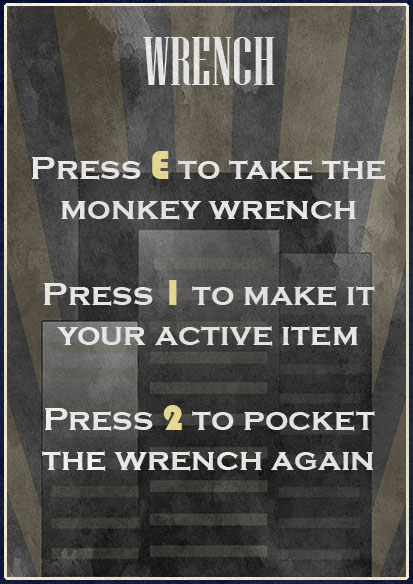 WRENCH
PRESS E TO TAKE THE
MONKEY WRENCH
PRESS 1 TO MAKE IT
YOUR ACTIVE ITEM
PRESS 2 TO POCKET
THE WRENCH AGAIN